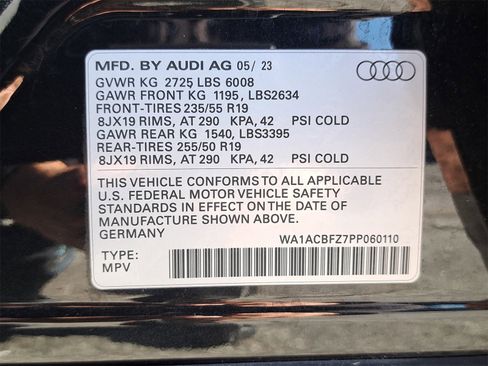 MFD. BY AUDI AG 05/ 23
GVWR KG 2725 LBS 6008
GAWR FRONT KG 1195, LBS2634
FRONT-TIRES 235/55 R19
8JX19 RIMS, AT 290 KPA, 42 PSI COLD
GAWR REAR KG 1540, LBS3395
REAR-TIRES 255/50 R19
8JX19 RIMS, AT 290 KPA, 42 PSI COLD
THIS VEHICLE CONFORMS TO ALL APPLICABLE
U.S. FEDERAL MOTOR VEHICLE SAFETY
STANDARDS IN EFFECT ON THE DATE OF
MANUFACTURE SHOWN ABOVE.
GERMANY WA1ACBFZ7PP060110
TYPE:
MPV